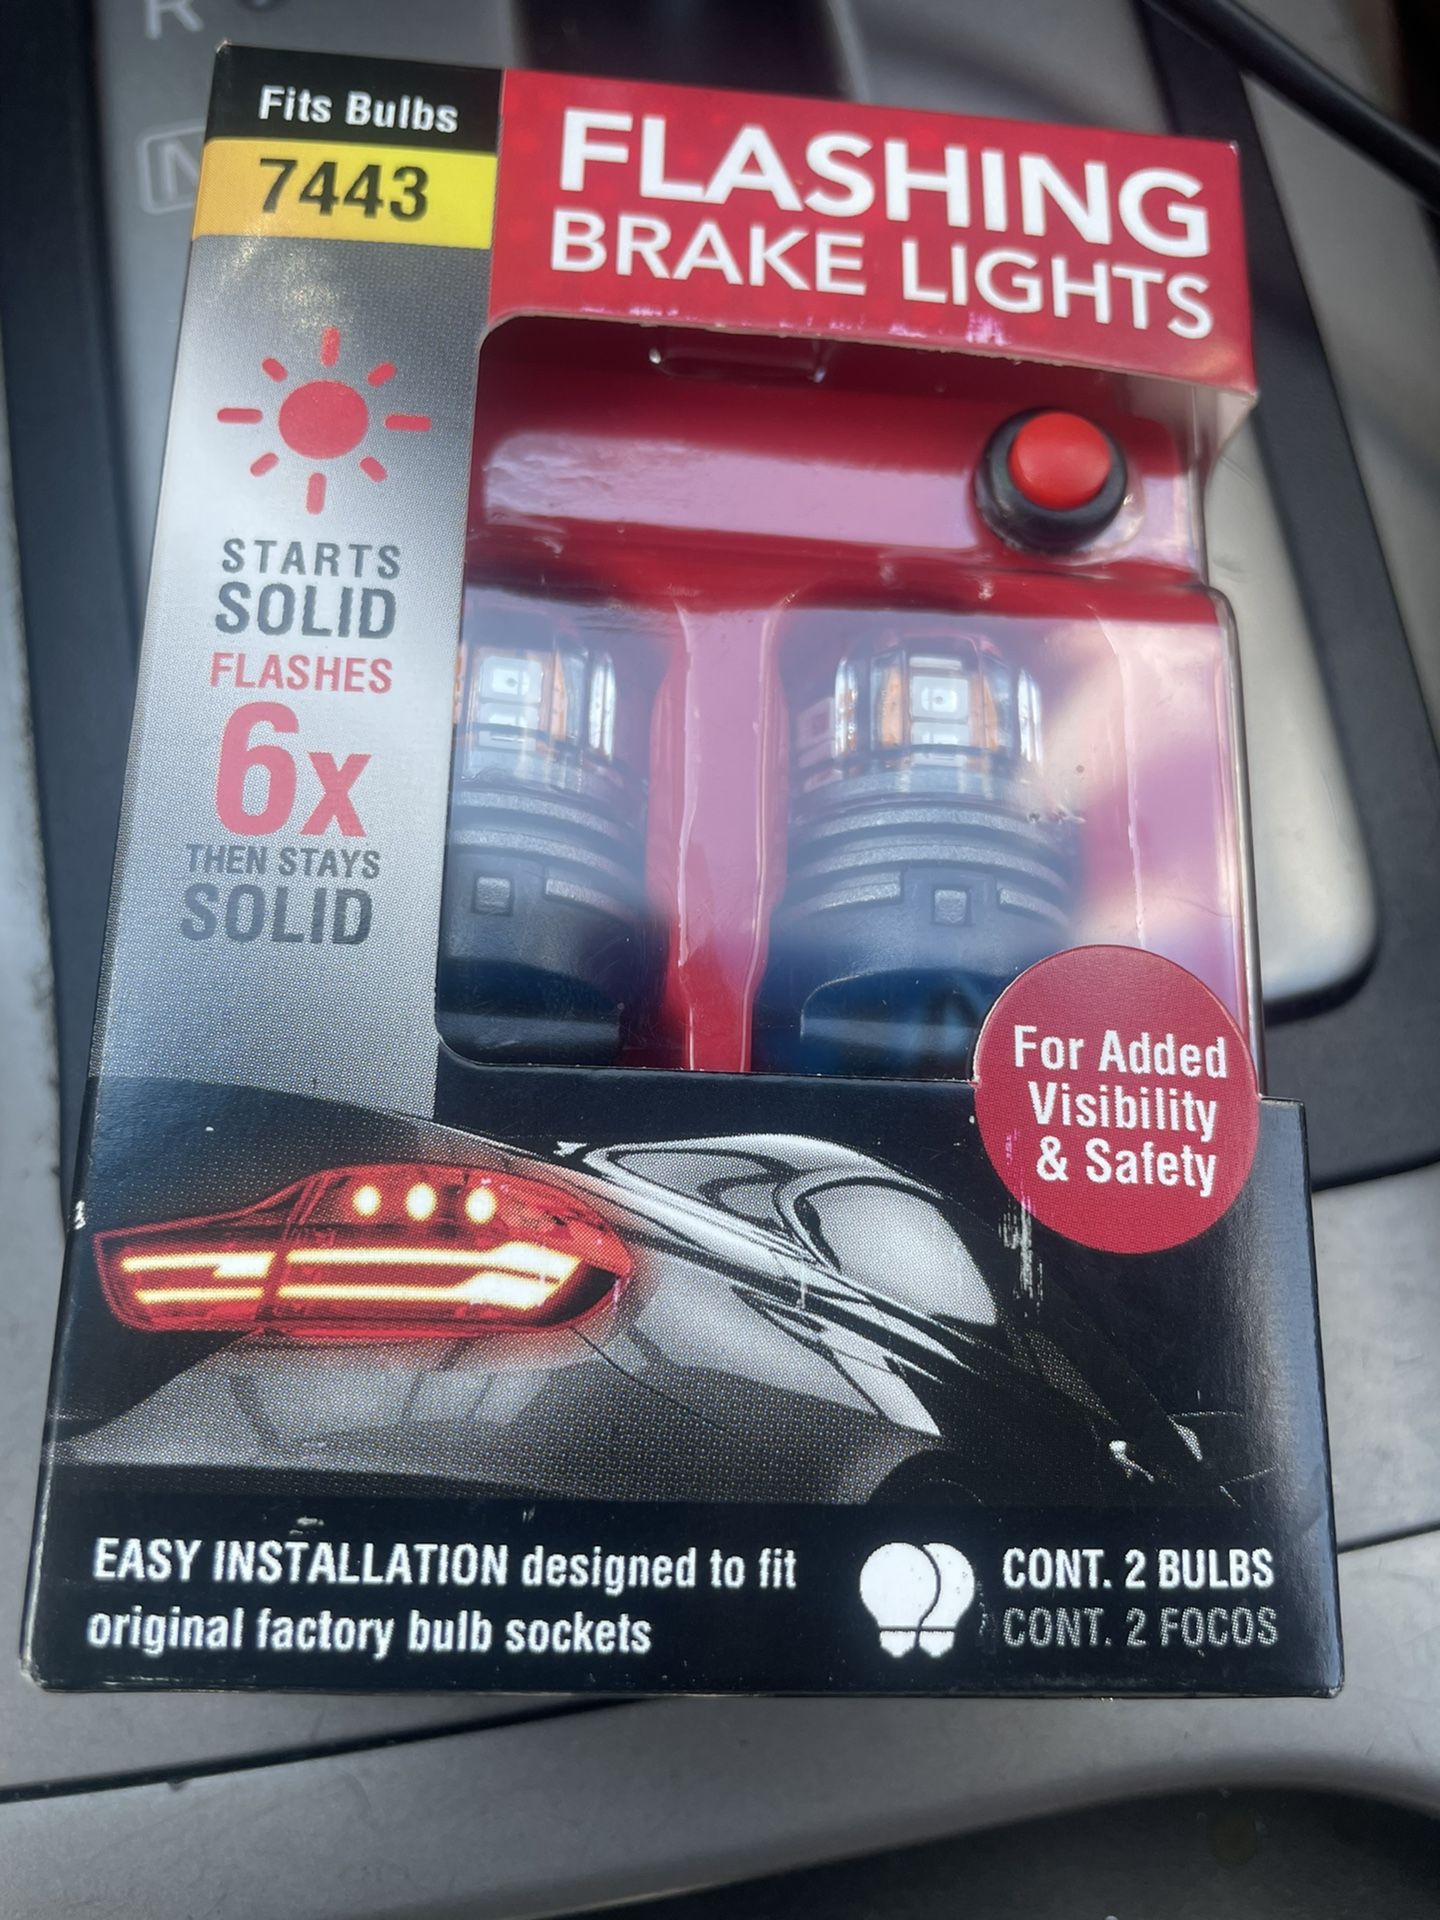 R
N
Fits Bulbs
7443
FLASHING
BRAKE LIGHTS
STARTS
SOLID
FLASHES
6x
THEN STAYS
SOLID
For Added
Visibility
& Safety
EASY INSTALLATION designed to fit
original factory bulb sockets
CONT. 2 BULBS
CONT. 2 FOCOS